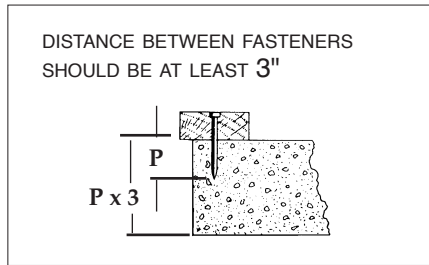 DISTANCE BETWEEN FASTENERS
SHOULD BE AT LEAST 3"
P
P x 3